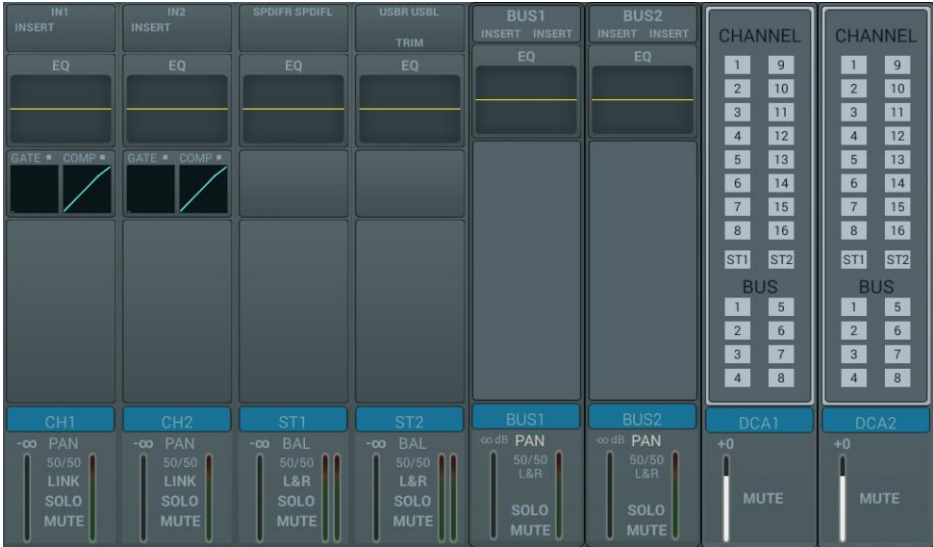 IN1
INSERT
EQ
GATE COMP
CH1
-∞ PAN
50/50
LINK
SOLO
MUTE
IN2
INSERT
EQ
GATE COMP
CH2
-∞ PAN
50/50
LINK
SOLO
MUTE
SPDIFR SPDIFL
EQ
ST1
-∞ BAL
50/50
L&R
SOLO
MUTE
USBR USBL
TRIM
EQ
ST2
-∞ BAL
50/50
L&R
SOLO
MUTE
BUS1
INSERT INSERT
EQ
BUS1
-∞ dB PAN
50/50
L&R
SOLO
MUTE
BUS2
INSERT INSERT
EQ
BUS2
-∞ dB PAN
50/50
L&R
SOLO
MUTE
CHANNEL
1 9
2 10
3 11
4 12
5 13
6 14
7 15
8 16
ST1 ST2
BUS
1 5
2 6
3 7
4 8
DCA1
+0
MUTE
CHANNEL
1 9
2 10
3 11
4 12
5 13
6 14
7 15
8 16
ST1 ST2
BUS
1 5
2 6
3 7
4 8
DCA2
+0
MUTE